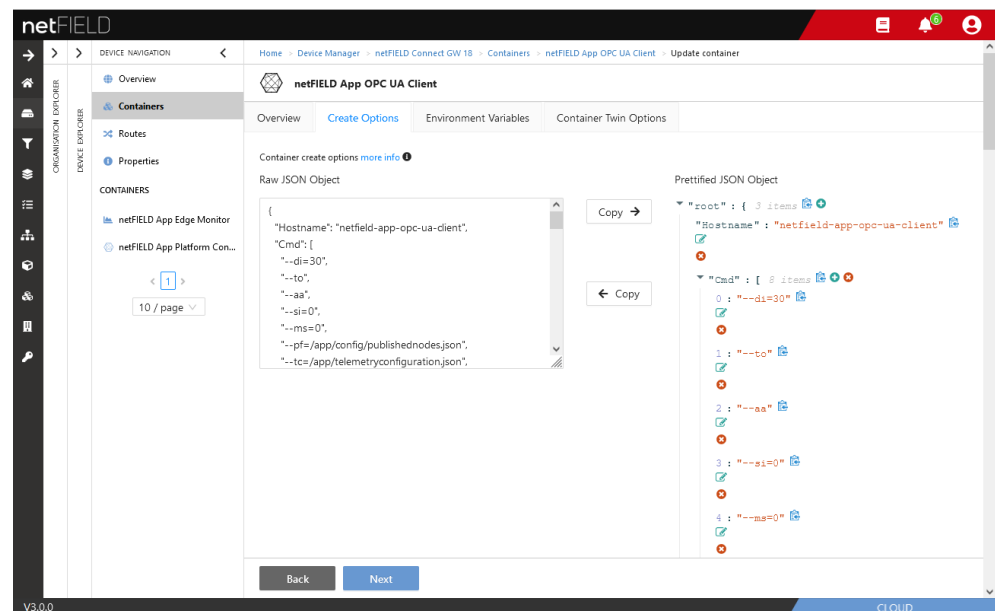 netFIELD
6
DEVICE NAVIGATION
Home > Device Manager > netFIELD Connect GW 18 > Containers > netFIELD App OPC UA Client > Update container
ORGANISATION EXPLORER
DEVICE EXPLORER
Overview
Containers
Routes
Properties
CONTAINERS
netFIELD App Edge Monitor
netFIELD App Platform Con...
< 1 >
10 / page
netFIELD App OPC UA Client
Overview
Create Options
Environment Variables
Container Twin Options
Container create options more info
Raw JSON Object
{
"Hostname": "netfield-app-opc-ua-client",
"Cmd": [
"--di=30",
"--to",
"--aa",
"--si=0",
"--ms=0",
"--pf=/app/config/publishednodes.json",
"--tc=/app/telemetryconfiguration.json",
Copy →
← Copy
Prettified JSON Object
"root" : { 3 items
"Hostname" : "netfield-app-opc-ua-client"
"Cmd" : [ 8 items
0 : "--di=30"
1 : "--to"
2 : "--aa"
3 : "--si=0"
4 : "--ms=0"
Back
Next
V3.0.0
CLOUD